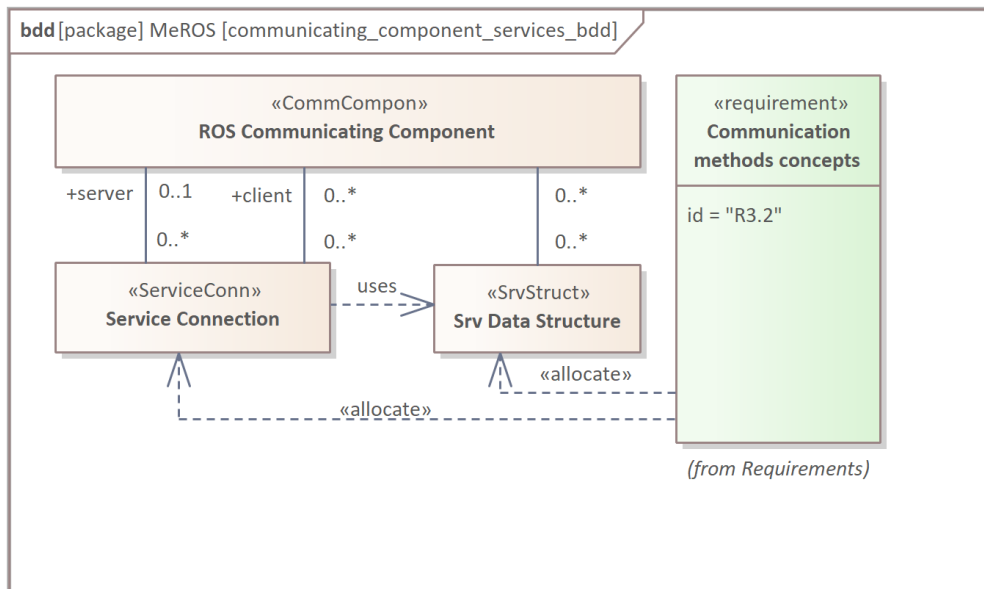 bdd [package] MeROS [communicating_component_services_bdd]
«CommCompon»
ROS Communicating Component
«requirement»
Communication
methods concepts
id = "R3.2"
+server
0..1
+client
0..*
0..*
0..*
0..*
0..*
«ServiceConn»
Service Connection
uses
«SrvStruct»
Srv Data Structure
«allocate»
«allocate»
(from Requirements)